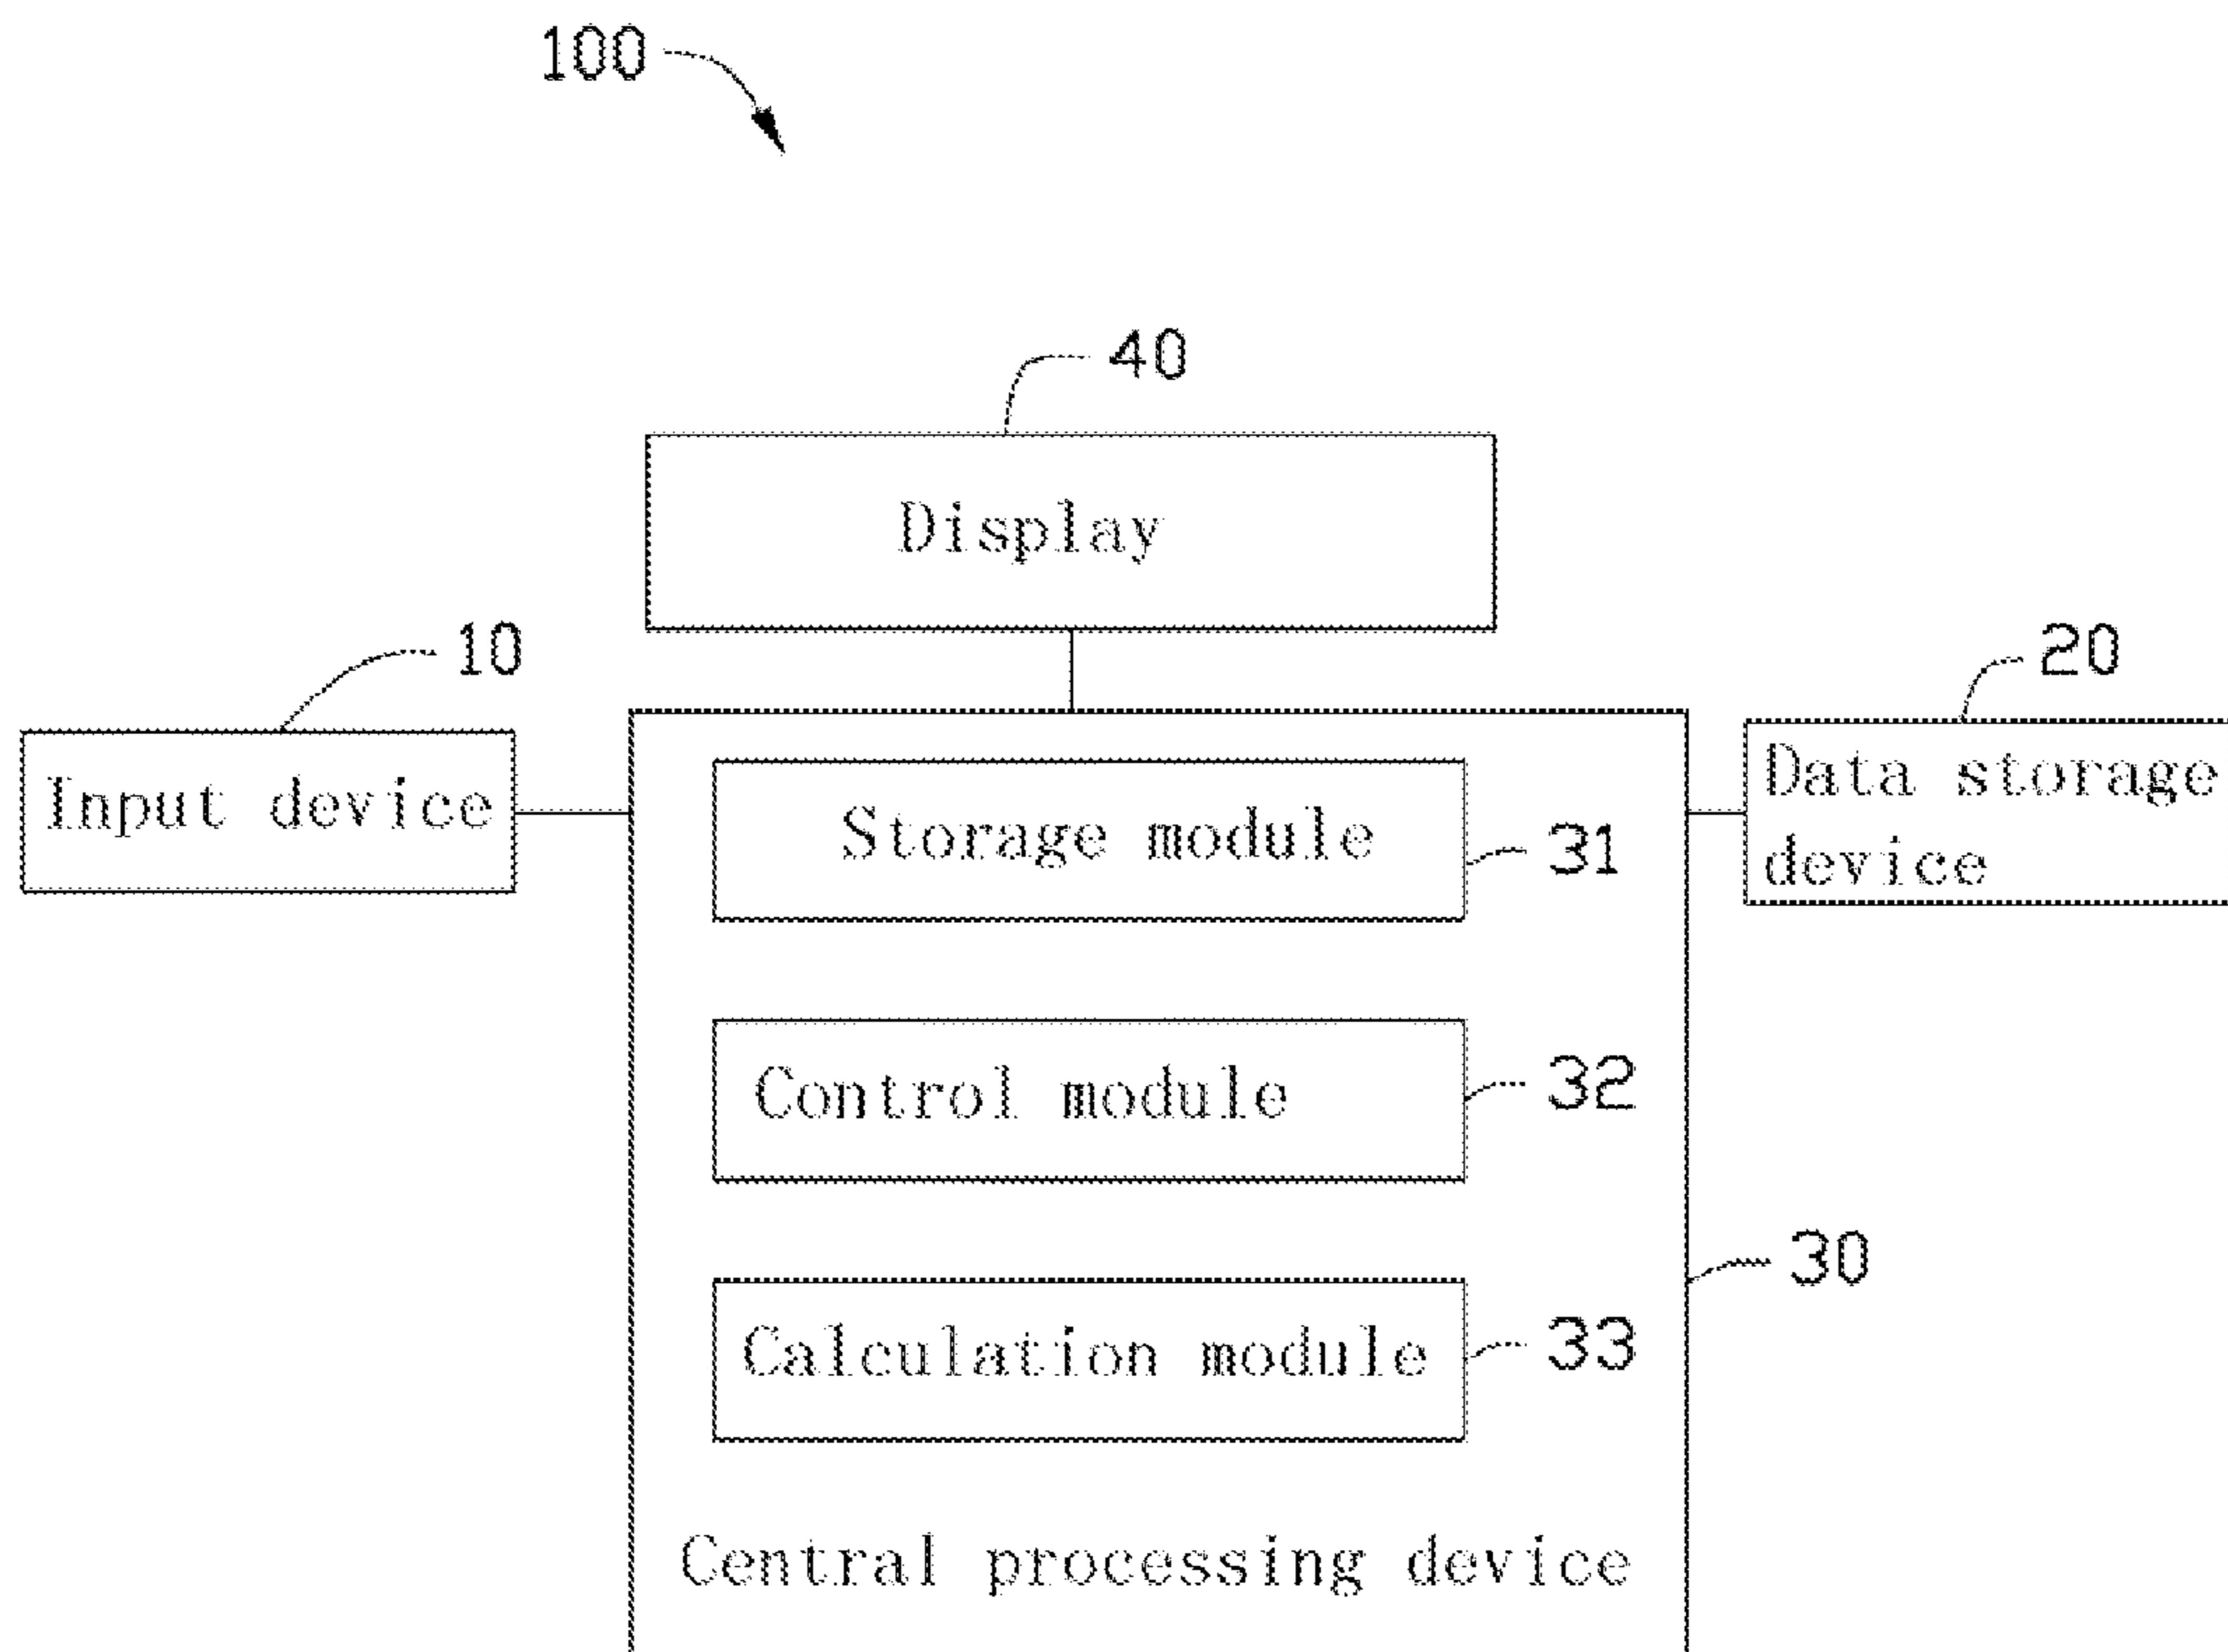 100
40
Display
10
20
Input device
Data storage
device
Storage module
31
Control module
32
30
Calculation module
33
Central processing device